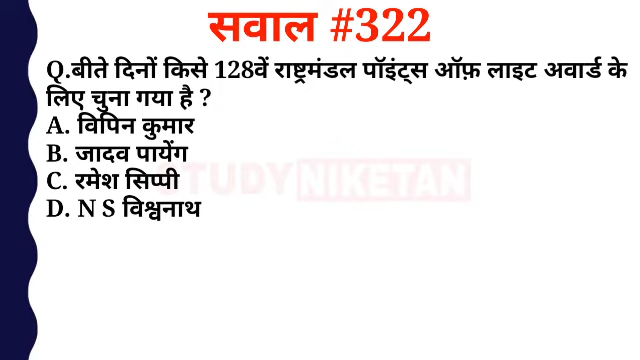 सवाल #322
Q.बीते दिनों किसे 128वें राष्ट्रमंडल पॉइंट्स ऑफ़ लाइट अवार्ड के
लिए चुना गया है ?
A. विपिन कुमार
B. जादव पायेंग
STUDY NIKETAN
C. रमेश सिप्पी
D. N S विश्वनाथ